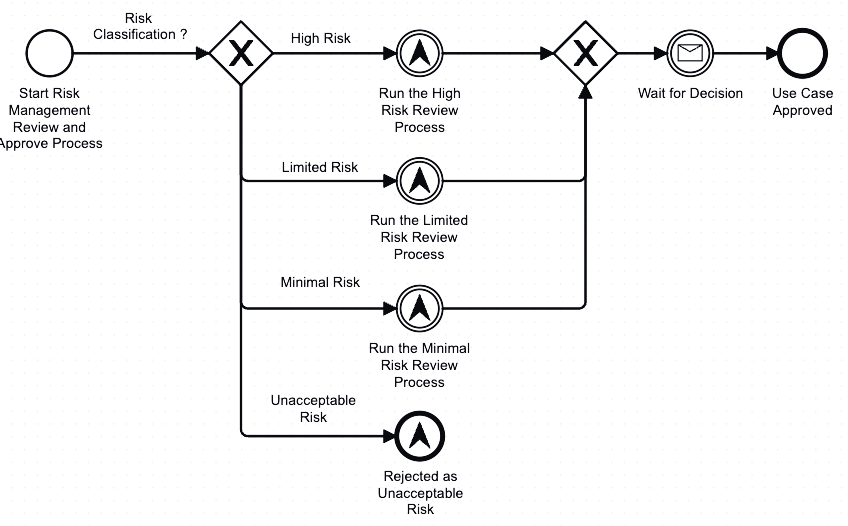 Risk
Classification ?
High Risk
Start Risk
Management
Review and
Approve Process
Run the High
Risk Review
Process
Wait for Decision
Use Case
Approved
Limited Risk
Run the Limited
Risk Review
Process
Minimal Risk
Run the Minimal
Risk Review
Process
Unacceptable
Risk
Rejected as
Unacceptable
Risk